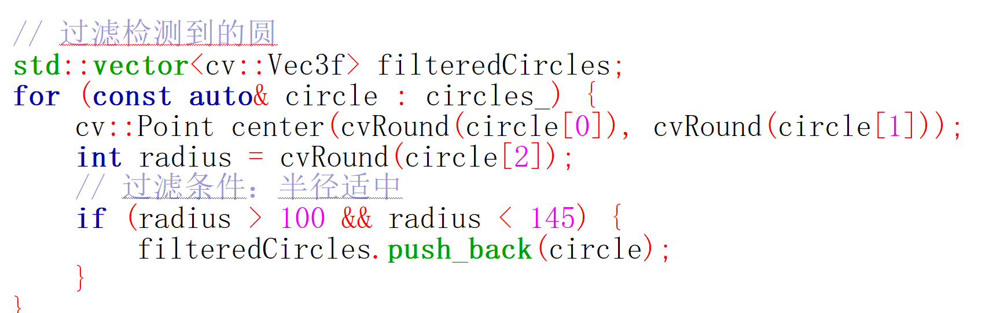 // 过滤检测到的圆
std::vector<cv::Vec3f> filteredCircles;
for (const auto& circle : circles_) {
    cv::Point center(cvRound(circle[0]), cvRound(circle[1]));
    int radius = cvRound(circle[2]);
    // 过滤条件：半径适中
    if (radius > 100 && radius < 145) {
        filteredCircles.push_back(circle);
    }
}